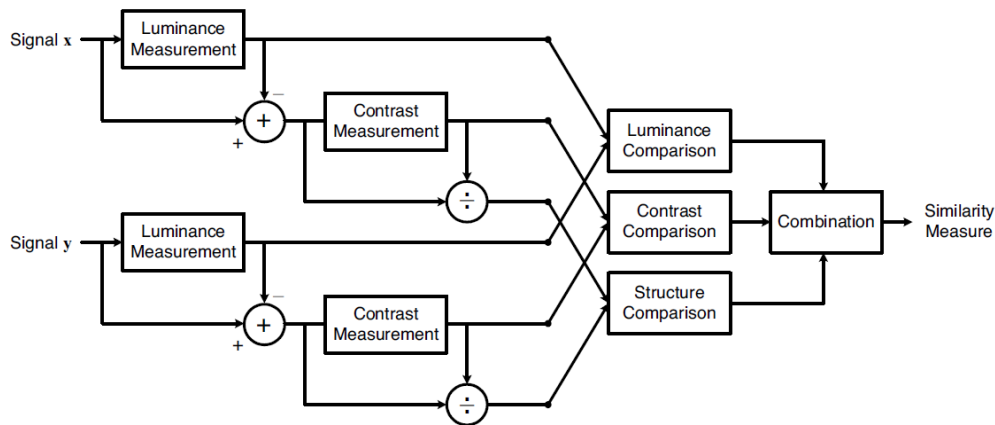 Signal x
Luminance
Measurement
−
+
+
Contrast
Measurement
÷
Signal y
Luminance
Measurement
−
+
+
Contrast
Measurement
÷
Luminance
Comparison
Contrast
Comparison
Structure
Comparison
Combination
Similarity
Measure